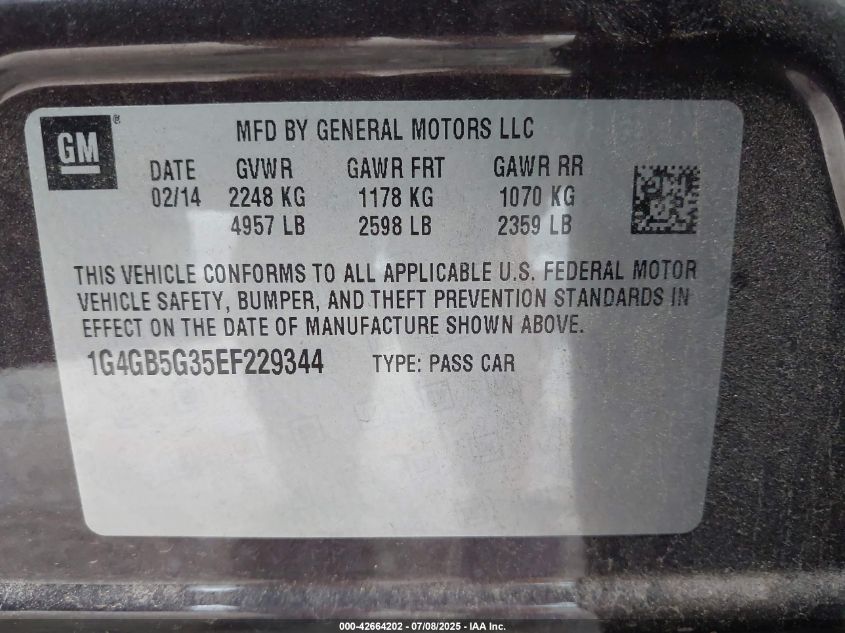 GM ®
MFD BY GENERAL MOTORS LLC
DATE GVWR GAWR FRT GAWR RR
02/14 2248 KG 1178 KG 1070 KG
4957 LB 2598 LB 2359 LB
THIS VEHICLE CONFORMS TO ALL APPLICABLE U.S. FEDERAL MOTOR
VEHICLE SAFETY, BUMPER, AND THEFT PREVENTION STANDARDS IN
EFFECT ON THE DATE OF MANUFACTURE SHOWN ABOVE.
1G4GB5G35EF229344 TYPE: PASS CAR
000-42664202 - 07/08/2025 - IAA Inc.